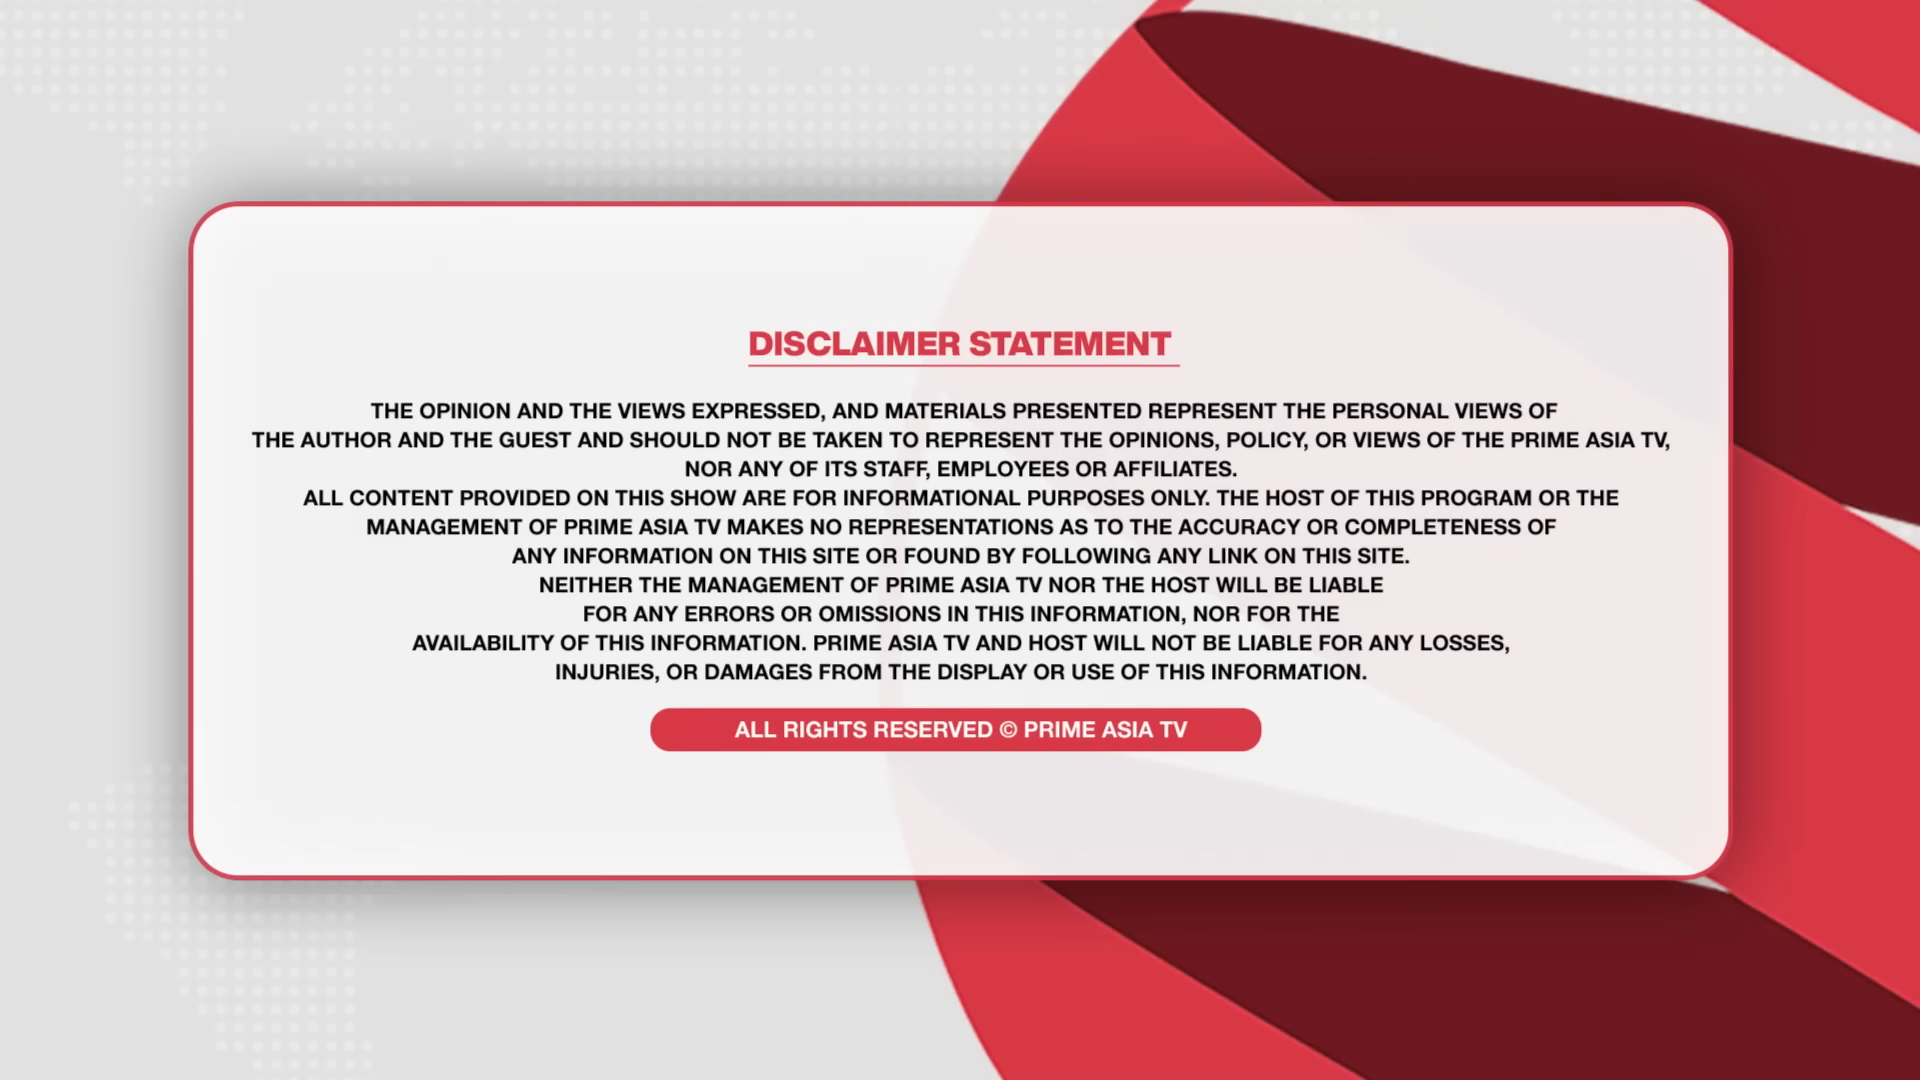 DISCLAIMER STATEMENT
THE OPINION AND THE VIEWS EXPRESSED, AND MATERIALS PRESENTED REPRESENT THE PERSONAL VIEWS OF
THE AUTHOR AND THE GUEST AND SHOULD NOT BE TAKEN TO REPRESENT THE OPINIONS, POLICY, OR VIEWS OF THE PRIME ASIA TV,
NOR ANY OF ITS STAFF, EMPLOYEES OR AFFILIATES.
ALL CONTENT PROVIDED ON THIS SHOW ARE FOR INFORMATIONAL PURPOSES ONLY. THE HOST OF THIS PROGRAM OR THE
MANAGEMENT OF PRIME ASIA TV MAKES NO REPRESENTATIONS AS TO THE ACCURACY OR COMPLETENESS OF
ANY INFORMATION ON THIS SITE OR FOUND BY FOLLOWING ANY LINK ON THIS SITE.
NEITHER THE MANAGEMENT OF PRIME ASIA TV NOR THE HOST WILL BE LIABLE
FOR ANY ERRORS OR OMISSIONS IN THIS INFORMATION, NOR FOR THE
AVAILABILITY OF THIS INFORMATION. PRIME ASIA TV AND HOST WILL NOT BE LIABLE FOR ANY LOSSES,
INJURIES, OR DAMAGES FROM THE DISPLAY OR USE OF THIS INFORMATION.
ALL RIGHTS RESERVED © PRIME ASIA TV